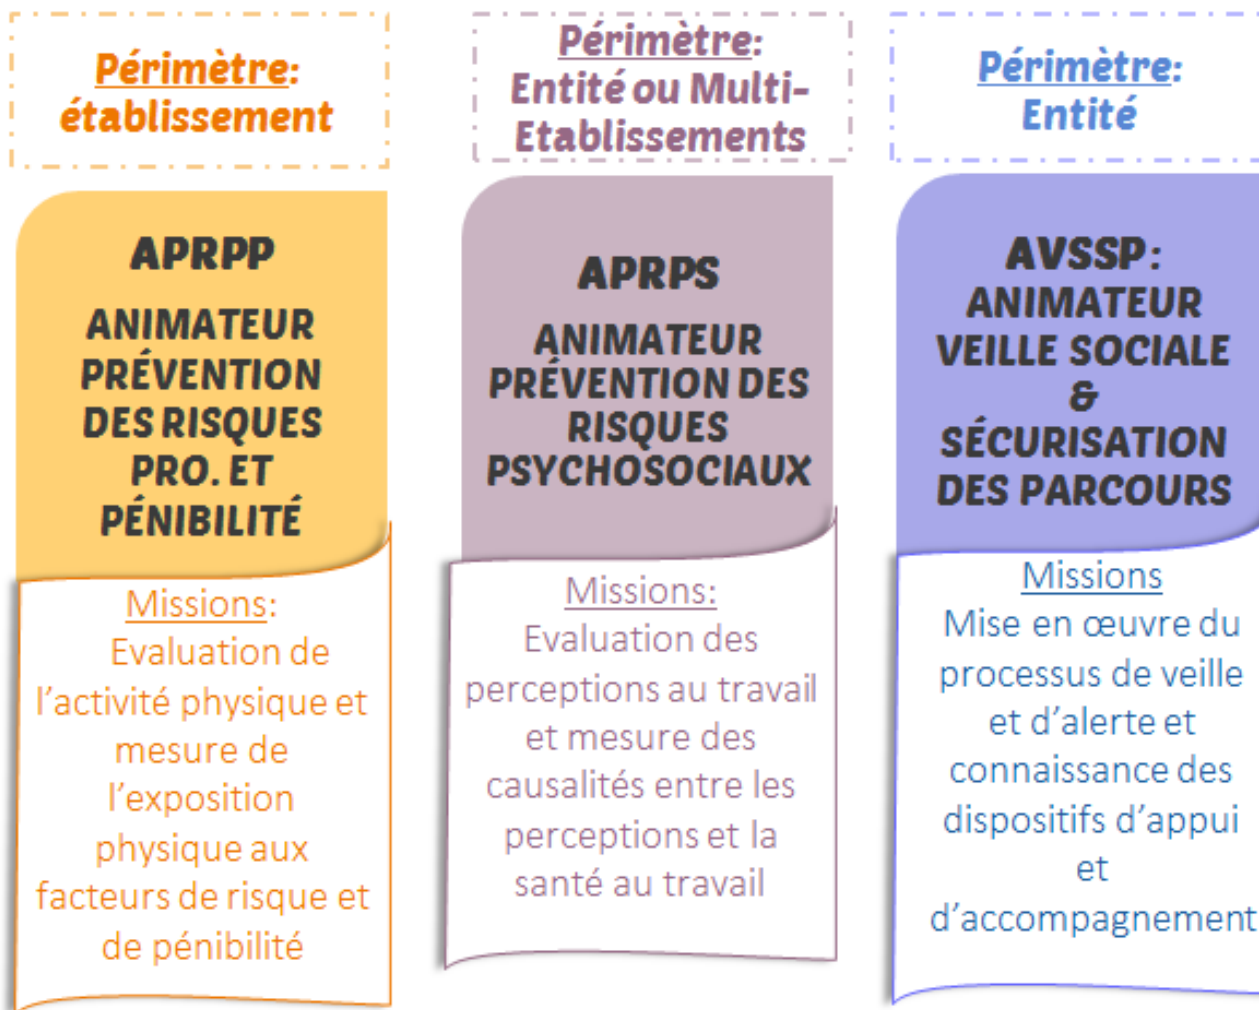 Périmètre:
établissement
APRPP
ANIMATEUR
PRÉVENTION
DES RISQUES
PRO. ET
PÉNIBILITÉ
Missions:
Evaluation de
l'activité physique et
mesure de
l'exposition
physique aux
facteurs de risque et
de pénibilité
Périmètre:
Entité ou Multi-
Etablissements
APRPS
ANIMATEUR
PRÉVENTION DES
RISQUES
PSYCHOSOCIAUX
Missions:
Evaluation des
perceptions au travail
et mesure des
causalités entre les
perceptions et la
santé au travail
Périmètre:
Entité
AVSSP:
ANIMATEUR
VEILLE SOCIALE
&
SÉCURISATION
DES PARCOURS
Missions
Mise en œuvre du
processus de veille
et d'alerte et
connaissance des
dispositifs d'appui
et
d'accompagnement